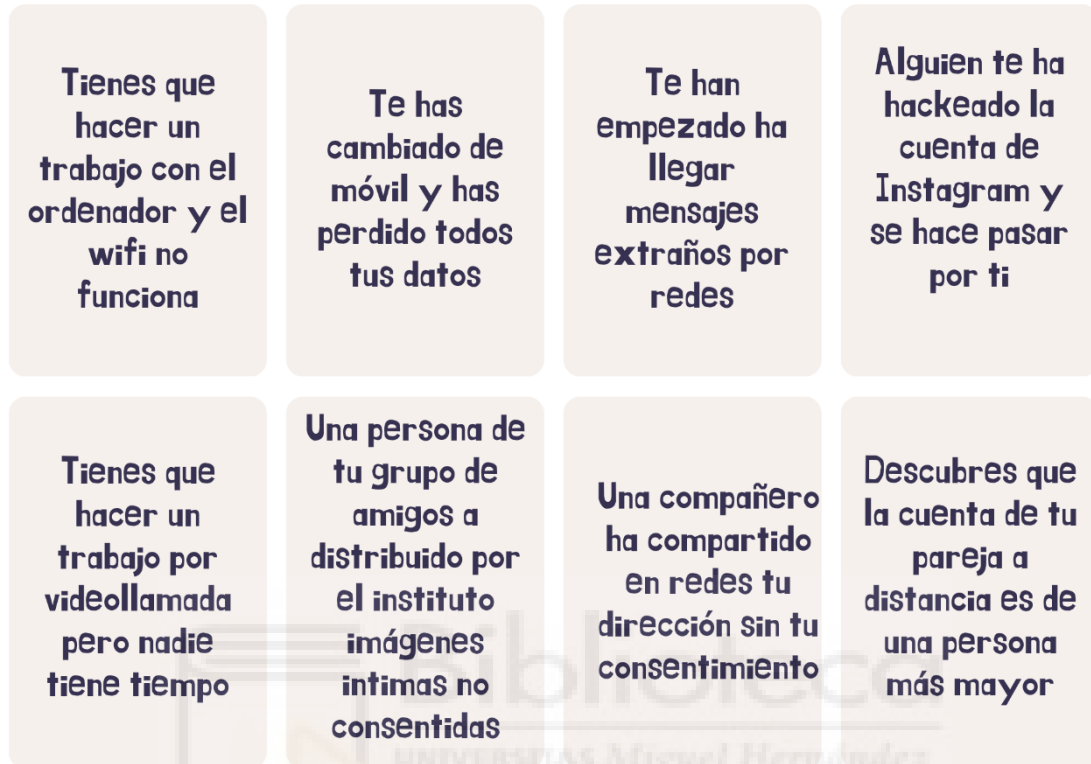 Tienes que
hacer un
trabajo con el
ordenador y el
wifi no
funciona
Te has
cambiado de
móvil y has
perdido todos
tus datos
Te han
empezado ha
llegar
mensajes
extraños por
redes
Alguien te ha
hackeado la
cuenta de
Instagram y
se hace pasar
por ti
Tienes que
hacer un
trabajo por
videollamada
pero nadie
tiene tiempo
Una persona de
tu grupo de
amigos a
distribuido por
el instituto
imágenes
intimas no
consentidas
Una compañero
ha compartido
en redes tu
dirección sin tu
consentimiento
Descubres que
la cuenta de tu
pareja a
distancia es de
una persona
más mayor
Biblioteca
UNIVERSITAS Miguel Hernández